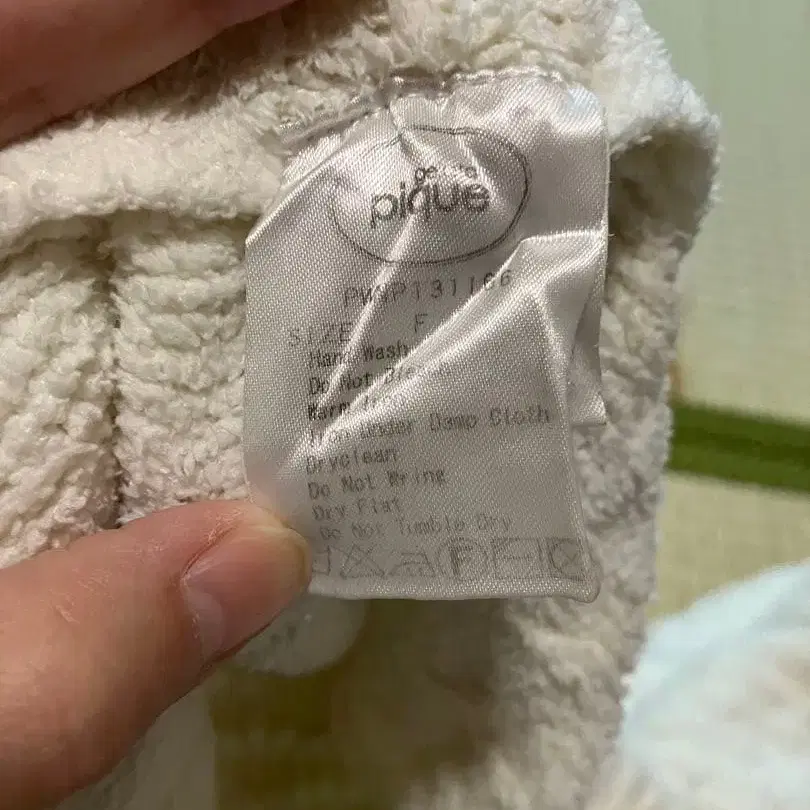 pique
SIZE F
Hand Wash
Do Not
Warm
Iron Under Damp Cloth
Dryclean
Do Not Wring
Dry Flat
Do Not Tumble Dry
F